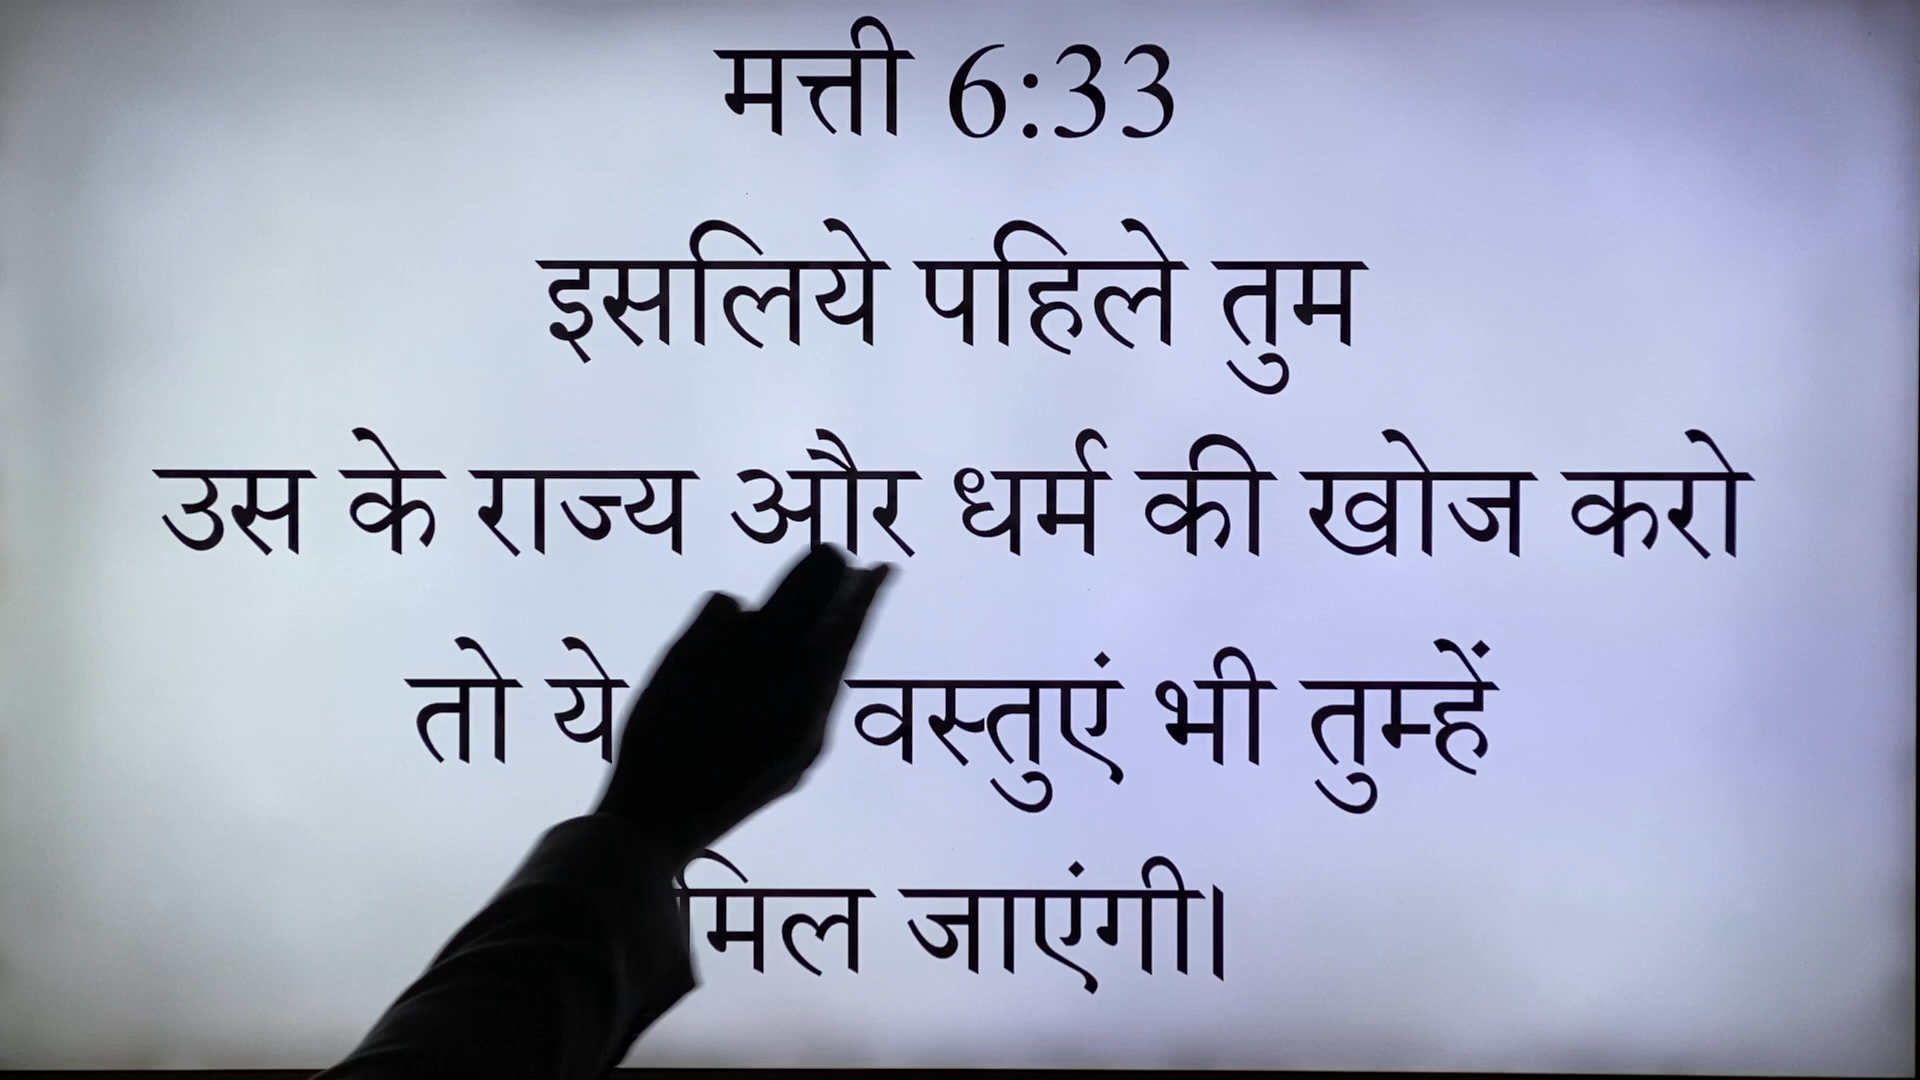 मत्ती 6:33
इसलिये पहिले तुम
उस के राज्य और धर्म की खोज करो
तो ये वस्तुएं भी तुम्हें
मिल जाएंगी।